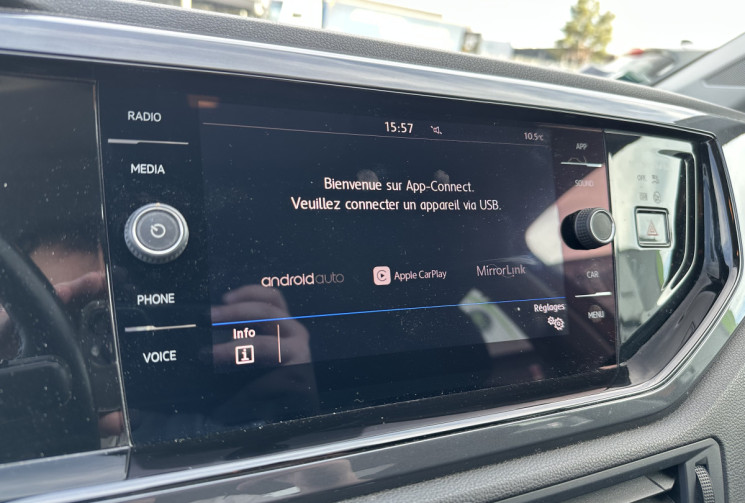 RADIO
MEDIA
PHONE
VOICE
15:57
10.5°C
Bienvenue sur App-Connect.
Veuillez connecter un appareil via USB.
androidauto
Apple CarPlay
MirrorLink
Info
i
Réglages
APP
SOUND
CAR
MENU